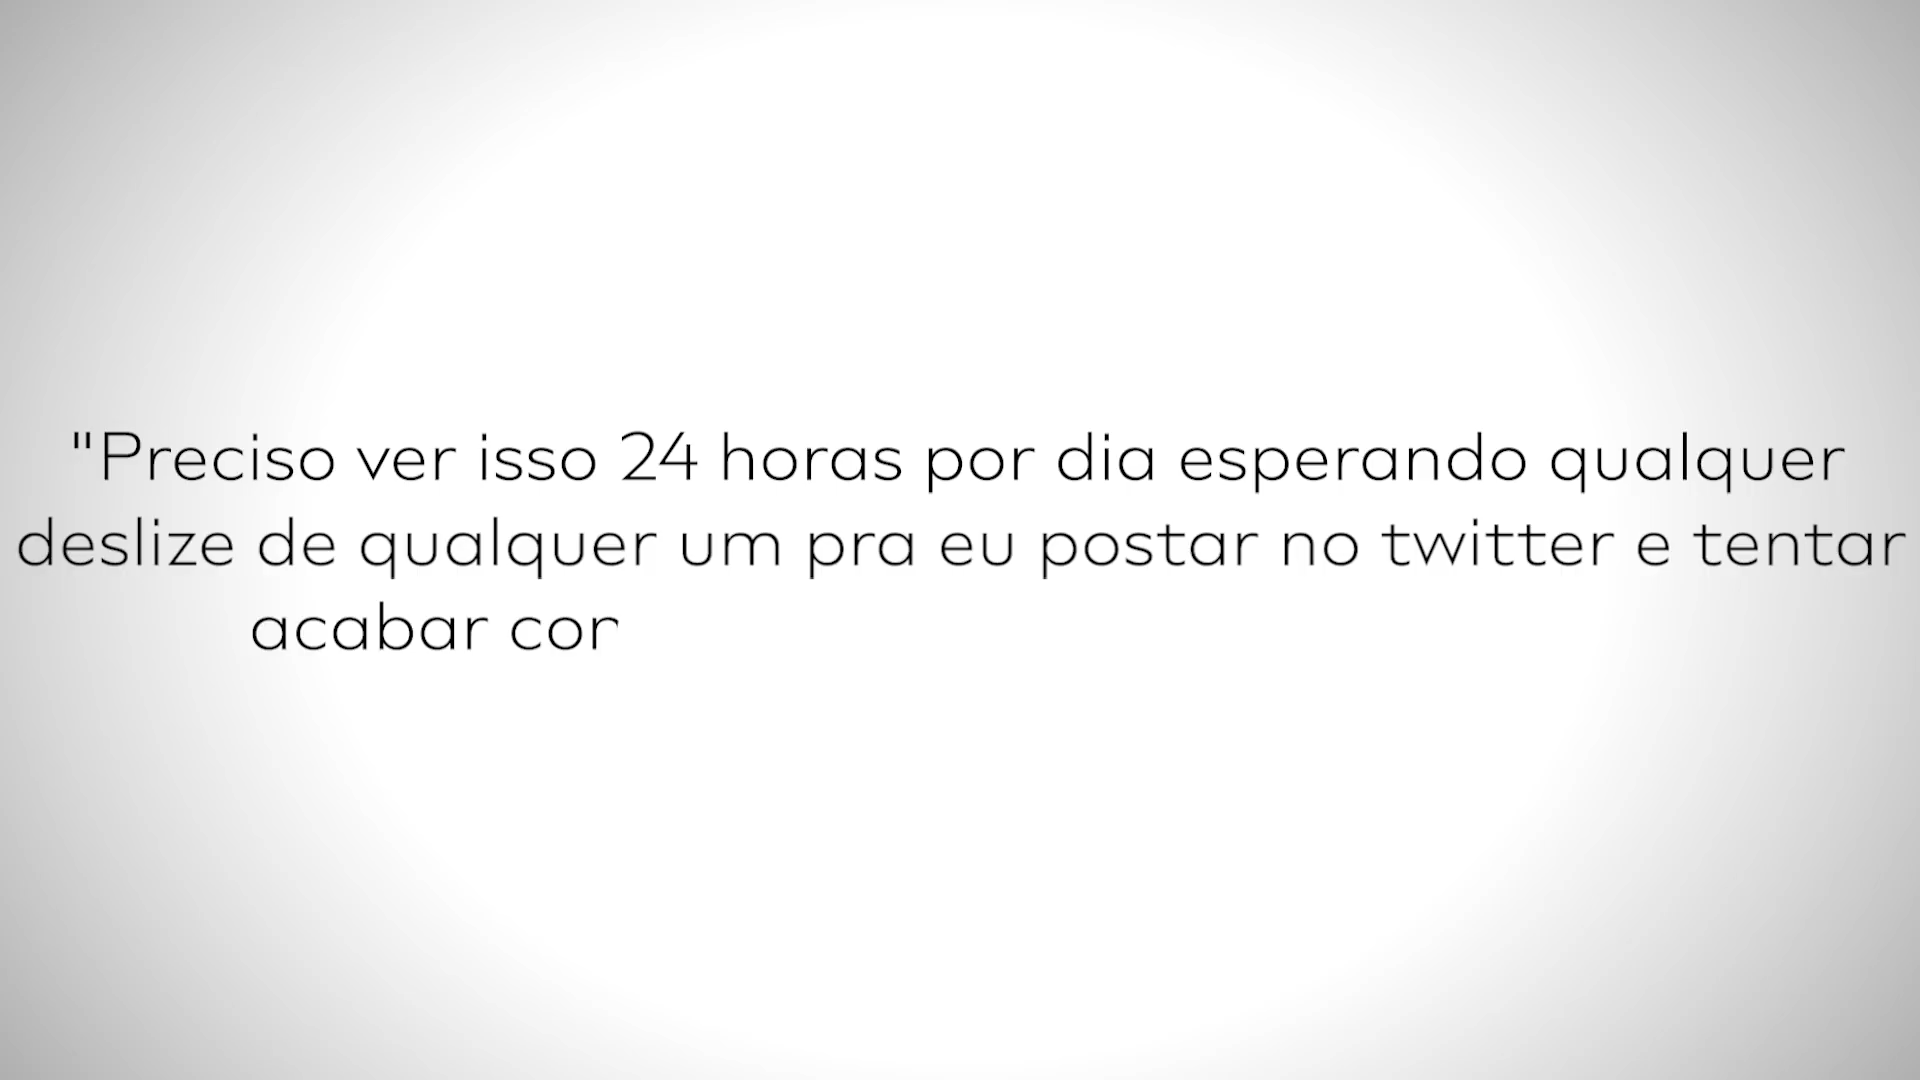 "Preciso ver isso 24 horas por dia esperando qualquer
deslize de qualquer um pra eu postar no twitter e tentar
acabar